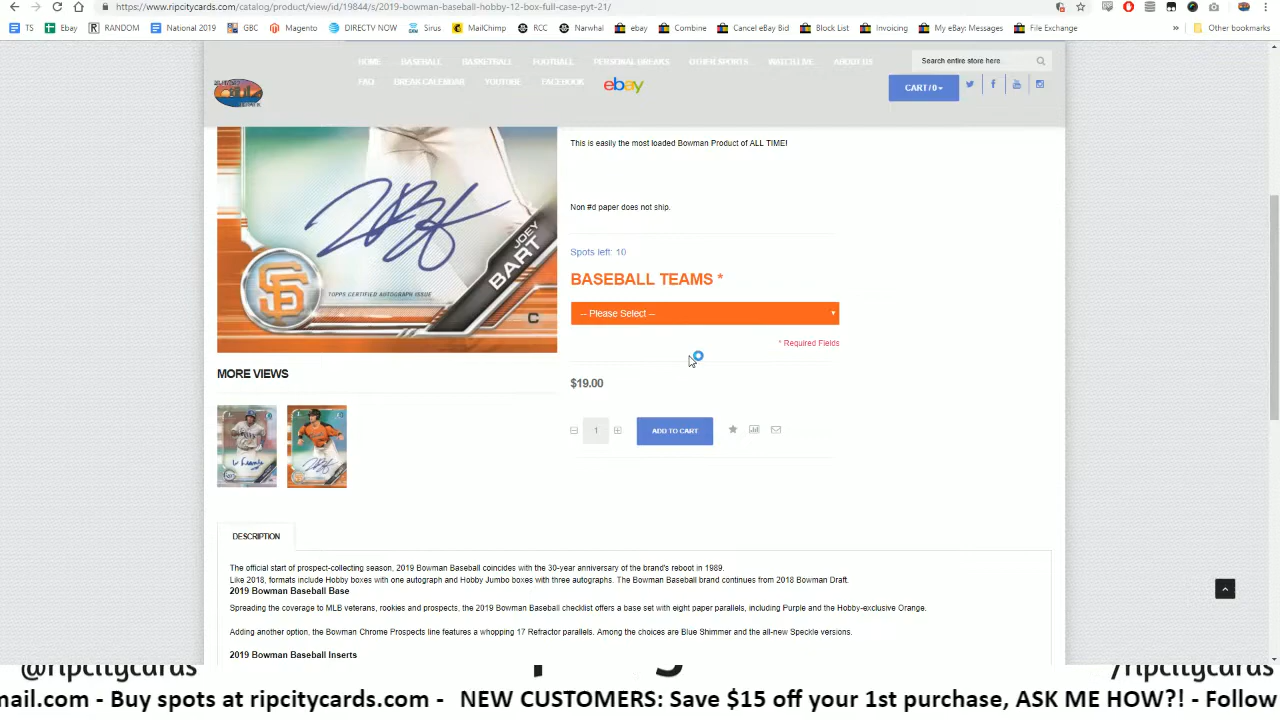 https://www.ripcitycards.com/catalog/product/view/id/19844/s/2019-bowman-baseball-hobby-12-box-full-case-pyt-21/
TS Ebay RANDOM National 2019 GBC Magento DIRECTV NOW Sirus MailChimp RCC Narwhal ebay Combine Cancel eBay Bid Block List Invoicing My eBay: Messages File Exchange » Other bookmarks
HOME BASEBALL BASKETBALL FOOTBALL PERSONAL BREAKS OTHER SPORTS WATCH LIVE ABOUT US
Search entire store here...
FAQ BREAK CALENDAR YOUTUBE FACEBOOK ebay
CART / 0
This is easily the most loaded Bowman Product of ALL TIME!
Non #d paper does not ship.
Spots left: 10
BASEBALL TEAMS *
-- Please Select --
* Required Fields
$19.00
1 ADD TO CART
JOEY BART
SF
TOPPS CERTIFIED AUTOGRAPH ISSUE
C
MORE VIEWS
DESCRIPTION
The official start of prospect-collecting season, 2019 Bowman Baseball coincides with the 30-year anniversary of the brand's reboot in 1989.
Like 2018, formats include Hobby boxes with one autograph and Hobby Jumbo boxes with three autographs. The Bowman Baseball brand continues from 2018 Bowman Draft.
2019 Bowman Baseball Base
Spreading the coverage to MLB veterans, rookies and prospects, the 2019 Bowman Baseball checklist offers a base set with eight paper parallels, including Purple and the Hobby-exclusive Orange.
Adding another option, the Bowman Chrome Prospects line features a whopping 17 Refractor parallels. Among the choices are Blue Shimmer and the all-new Speckle versions.
2019 Bowman Baseball Inserts
@ripcitycards /ripcitycards
mail.com - Buy spots at ripcitycards.com - NEW CUSTOMERS: Save $15 off your 1st purchase, ASK ME HOW?! - Follow